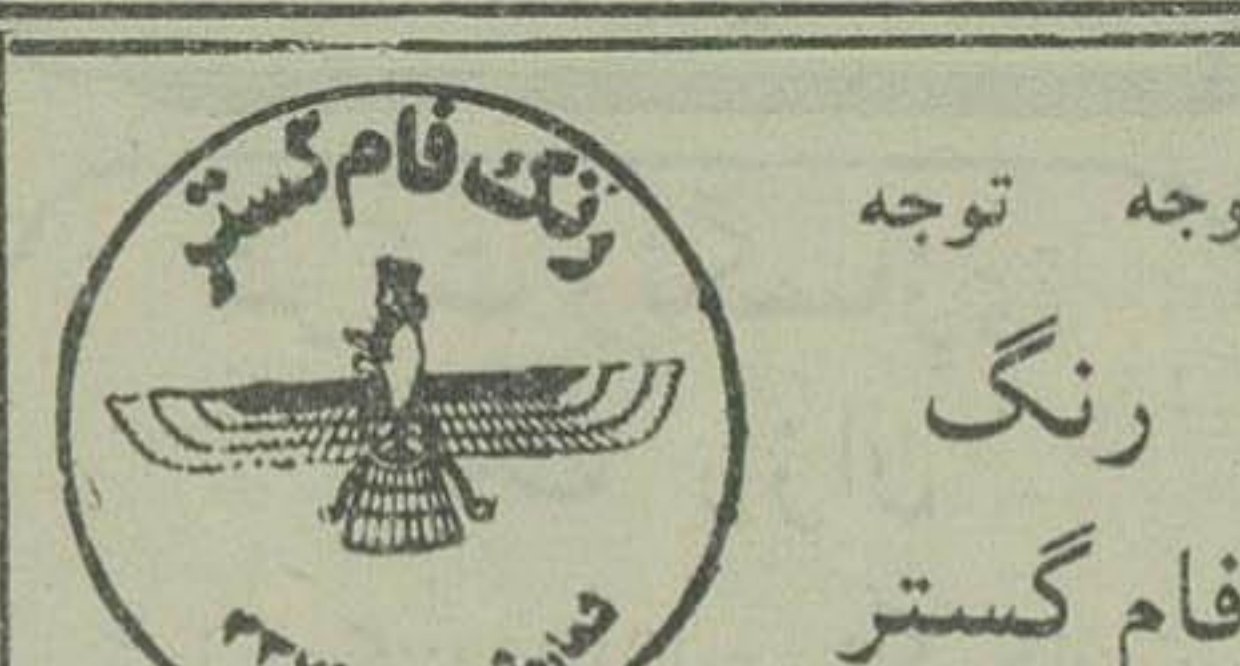 توجه توجه
رنگ
فام گستر
رنگ فام گستر